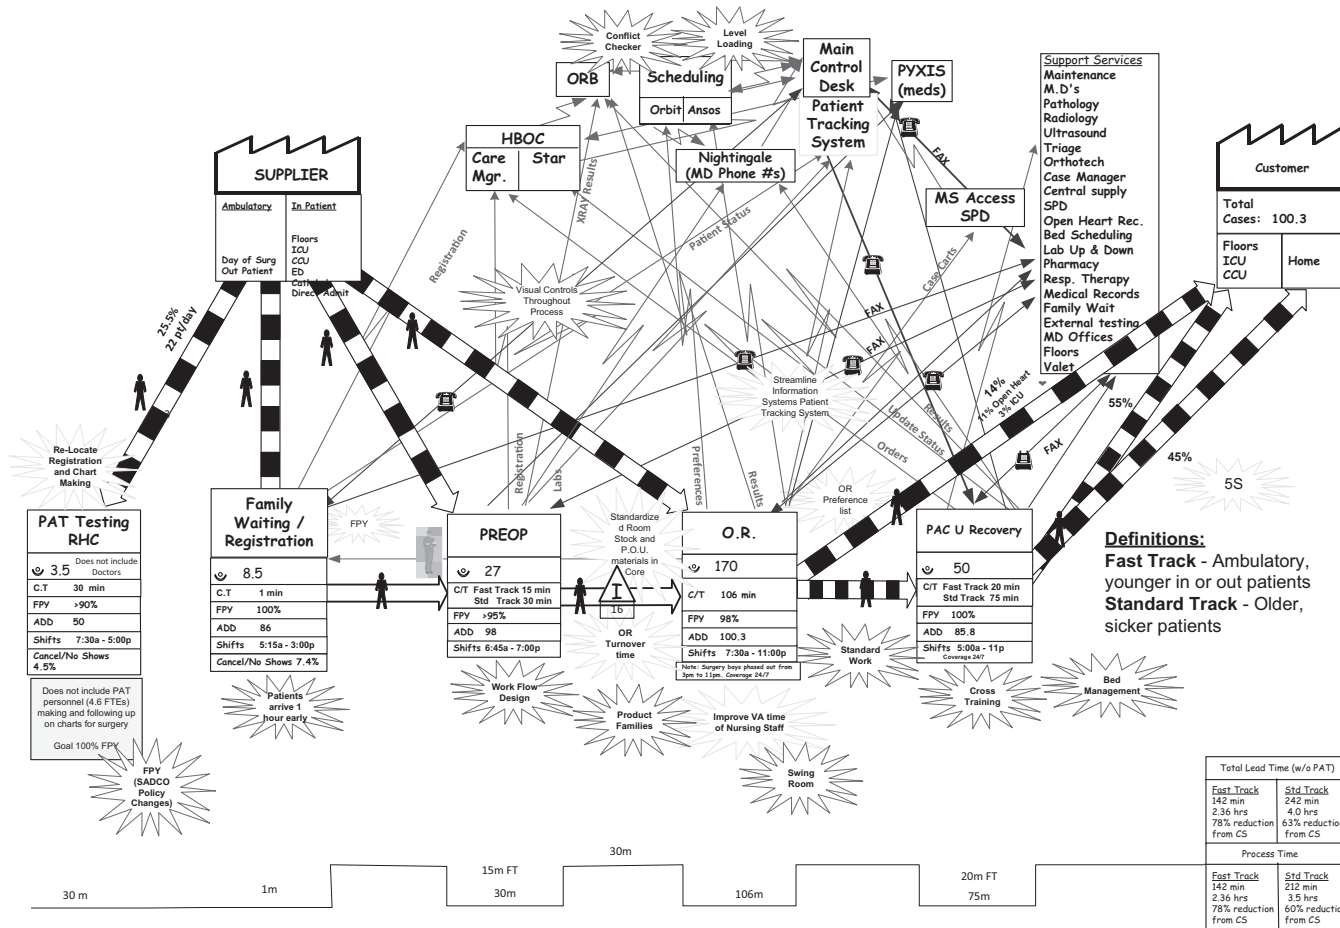 Conflict
Checker
Level
Loading
ORB
Scheduling
Orbit
Ansos
Main
Control
Desk
Patient
Tracking
System
PYXIS
(meds)
HBOC
Care
Mgr.
Star
Nightingale
(MD Phone #s)
MS Access
SPD
Support Services
Maintenance
M.D's
Pathology
Radiology
Ultrasound
Triage
Orthotech
Case Manager
Central supply
SPD
Open Heart Rec.
Bed Scheduling
Lab Up & Down
Pharmacy
Resp. Therapy
Medical Records
Family Wait
External testing
MD Offices
Floors
Valet
Customer
Total
Cases: 100.3
Floors
ICU
CCU
Home
SUPPLIER
Ambulatory
Day of Surg
Out Patient
In Patient
Floors
ICU
CCU
ED
Direct Admit
25.5%
22 pt/day
Registration
XRAY Results
Patient Status
Case Carts
FAX
FAX
FAX
FAX
Visual Controls
Throughout
Process
Streamline
Information
Systems Patient
Tracking System
14%
11% Open Heart
3% ICU
55%
45%
Results
Update Status
Orders
Preferences
Results
Registration
Labs
Re-Locate
Registration
and Chart
Making
FPY
Standardize
d Room
Stock and
P.O.U.
materials in
Core
OR
Preference
list
5S
PAT Testing
RHC
3.5 Does not include
Doctors
C.T 30 min
FPY >90%
ADD 50
Shifts 7:30a - 5:00p
Cancel/No Shows
4.5%
Does not include PAT
personnel (4.6 FTEs)
making and following up
on charts for surgery
Goal 100% FPY
FPY
(SADCO
Policy
Changes)
Family
Waiting /
Registration
8.5
C.T 1 min
FPY 100%
ADD 86
Shifts 5:15a - 3:00p
Cancel/No Shows 7.4%
Patients
arrive 1
hour early
PREOP
27
C/T Fast Track 15 min
Std Track 30 min
FPY >95%
ADD 98
Shifts 6:45a - 7:00p
I
16
OR
Turnover
time
Work Flow
Design
Product
Families
O.R.
170
C/T 106 min
FPY 98%
ADD 100.3
Shifts 7:30a - 11:00p
Note: Surgery bays phased out from
3pm to 11pm. Coverage 24/7
Improve VA time
of Nursing Staff
Swing
Room
Standard
Work
PAC U Recovery
50
C/T Fast Track 20 min
Std Track 75 min
FPY 100%
ADD 85.8
Shifts 5:00a - 11p
Coverage 24/7
Cross
Training
Bed
Management
Definitions:
Fast Track - Ambulatory,
younger in or out patients
Standard Track - Older,
sicker patients
Total Lead Time (w/o PAT)
Fast Track
142 min
2.36 hrs
78% reduction
from CS
Std Track
242 min
4.0 hrs
63% reduction
from CS
Process Time
Fast Track
142 min
2.36 hrs
78% reduction
from CS
Std Track
212 min
3.5 hrs
60% reduction
from CS
30 m
1m
15m FT
30m
30m
106m
20m FT
75m